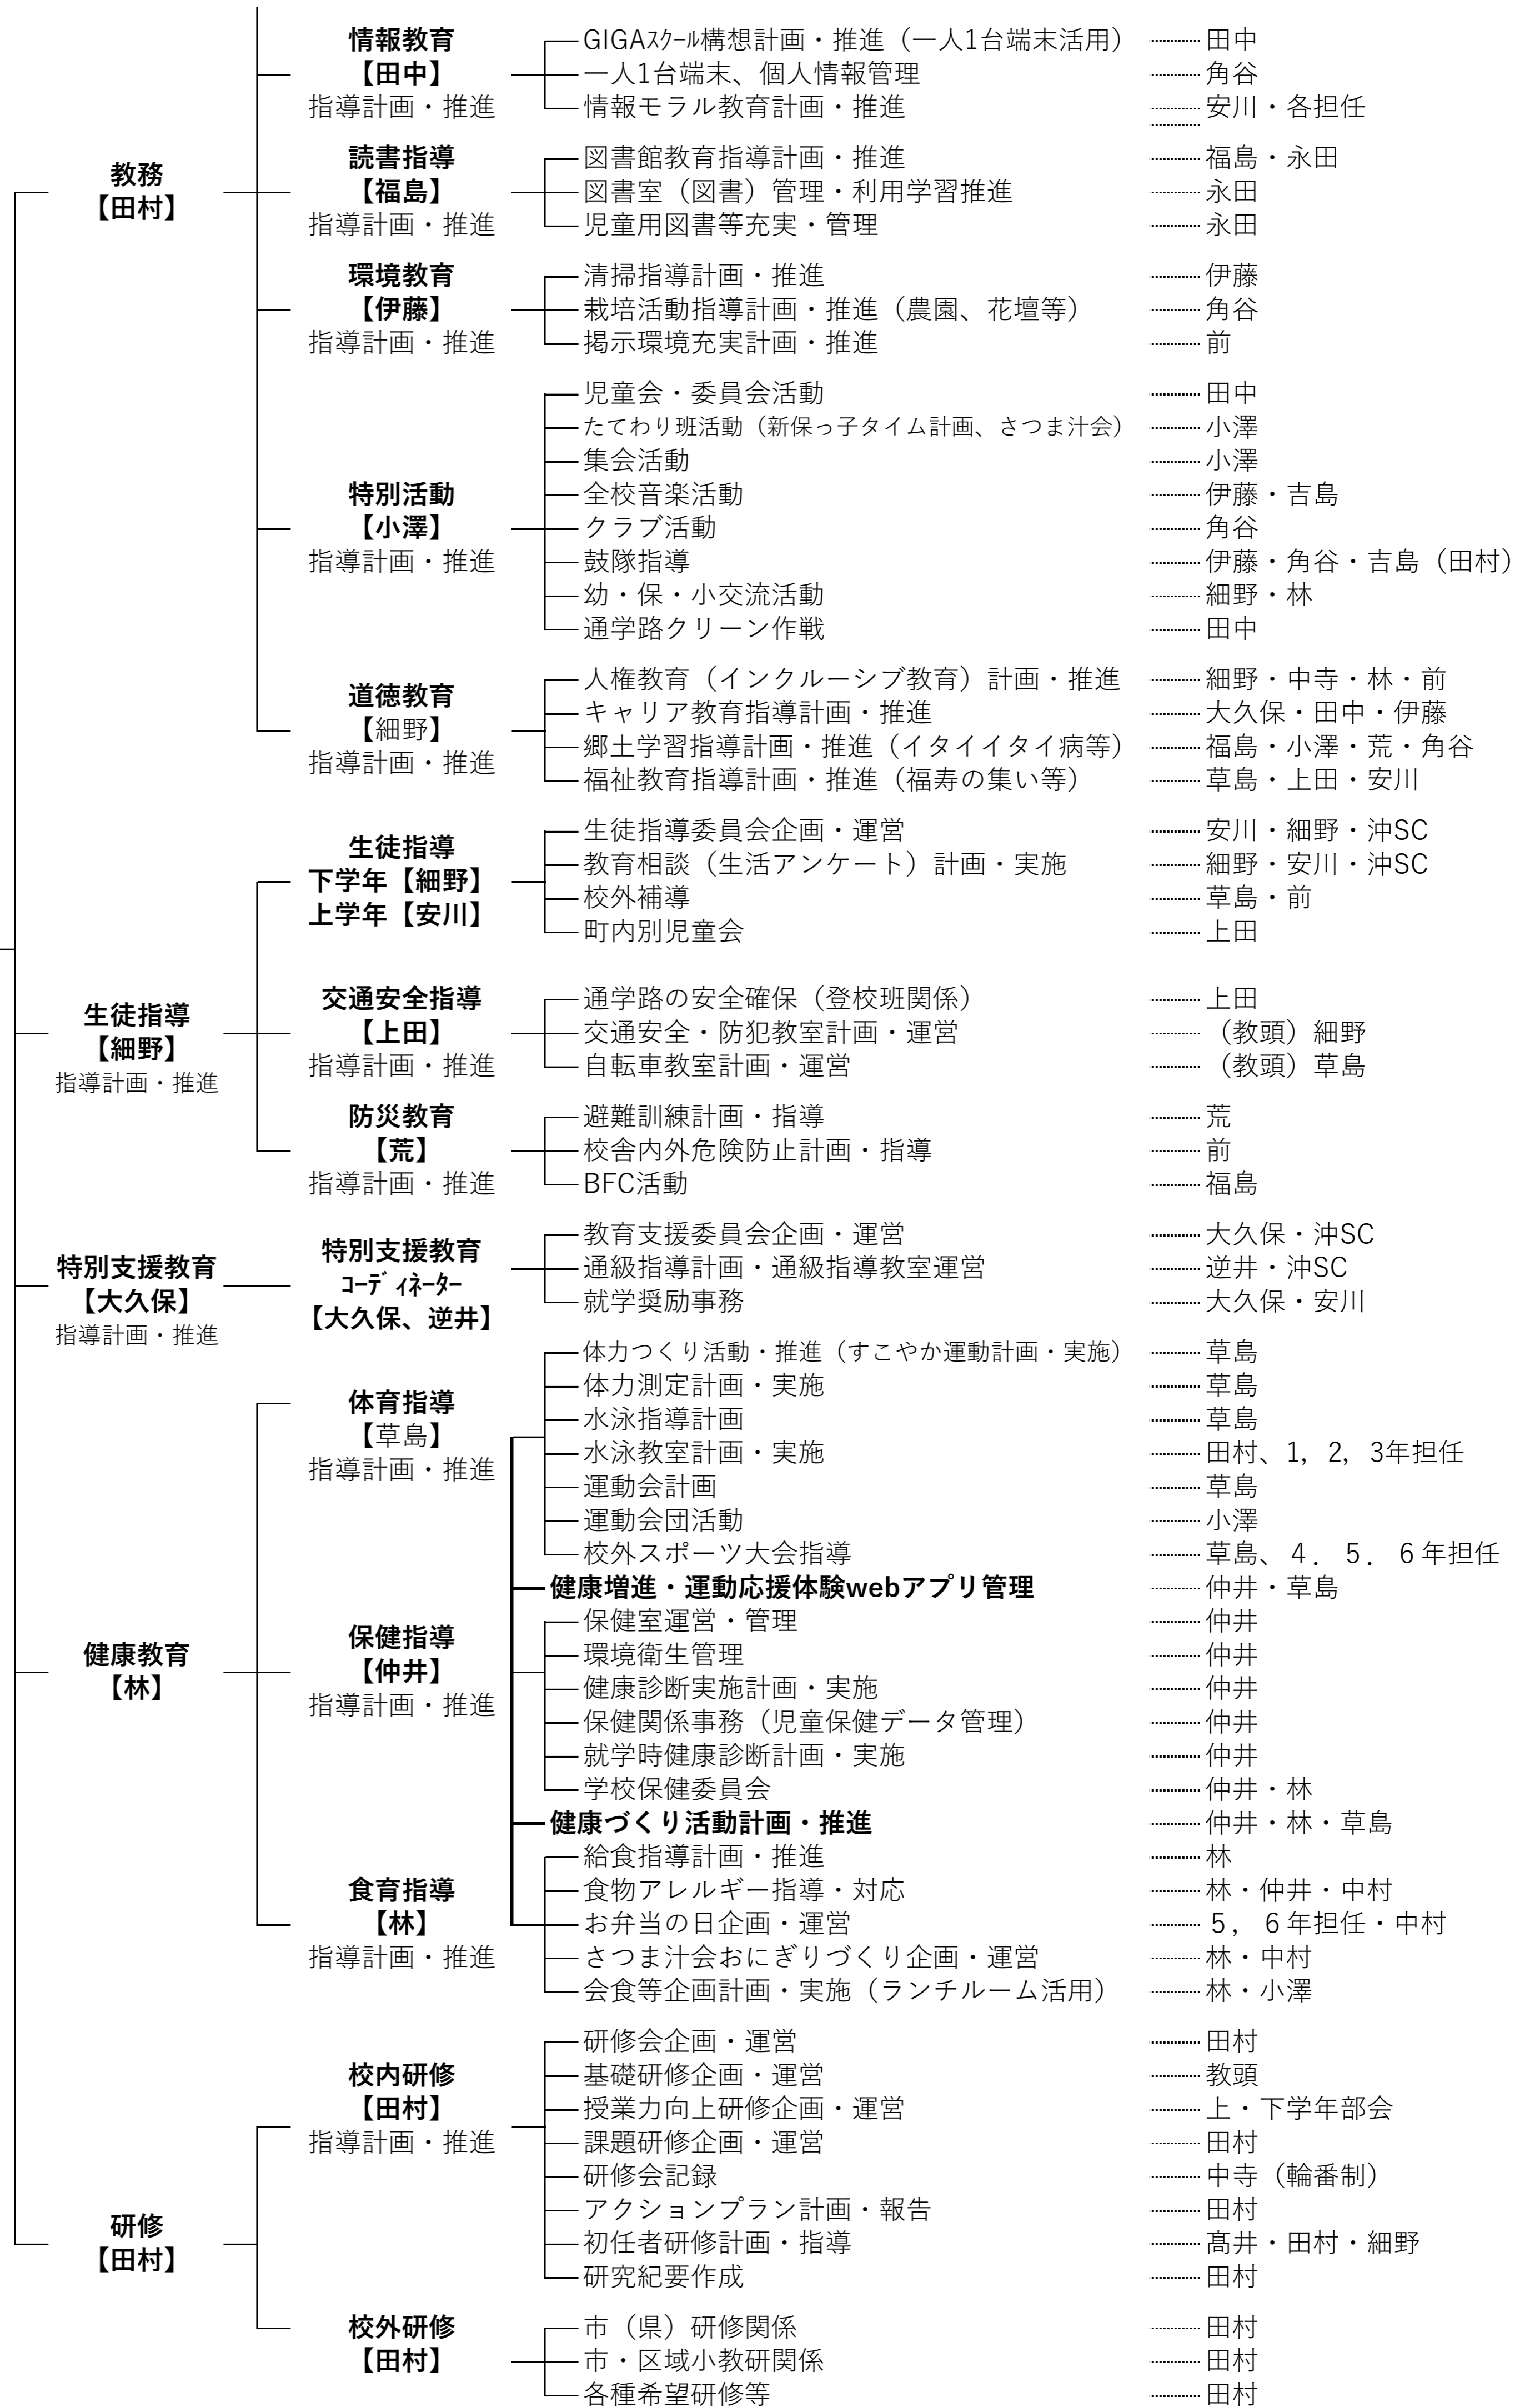 教務
【田村】
情報教育
【田中】
指導計画・推進
GIGAｽｸｰﾙ構想計画・推進（一人1台端末活用） 田中
一人1台端末、個人情報管理 角谷
情報モラル教育計画・推進 安川・各担任
読書指導
【福島】
指導計画・推進
図書館教育指導計画・推進 福島・永田
図書室（図書）管理・利用学習推進 永田
児童用図書等充実・管理 永田
環境教育
【伊藤】
指導計画・推進
清掃指導計画・推進 伊藤
栽培活動指導計画・推進（農園、花壇等） 角谷
掲示環境充実計画・推進 前
特別活動
【小澤】
指導計画・推進
児童会・委員会活動 田中
たてわり班活動（新保っ子タイム計画、さつま汁会） 小澤
集会活動 小澤
全校音楽活動 伊藤・吉島
クラブ活動 角谷
鼓隊指導 伊藤・角谷・吉島（田村）
幼・保・小交流活動 細野・林
通学路クリーン作戦 田中
道徳教育
【細野】
指導計画・推進
人権教育（インクルーシブ教育）計画・推進 細野・中寺・林・前
キャリア教育指導計画・推進 大久保・田中・伊藤
郷土学習指導計画・推進（イタイイタイ病等） 福島・小澤・荒・角谷
福祉教育指導計画・推進（福寿の集い等） 草島・上田・安川
生徒指導
【細野】
指導計画・推進
生徒指導
下学年【細野】
上学年【安川】
生徒指導委員会企画・運営 安川・細野・沖SC
教育相談（生活アンケート）計画・実施 細野・安川・沖SC
校外補導 草島・前
町内別児童会 上田
交通安全指導
【上田】
指導計画・推進
通学路の安全確保（登校班関係） 上田
交通安全・防犯教室計画・運営 （教頭）細野
自転車教室計画・運営 （教頭）草島
防災教育
【荒】
指導計画・推進
避難訓練計画・指導 荒
校舎内外危険防止計画・指導 前
BFC活動 福島
特別支援教育
【大久保】
指導計画・推進
特別支援教育
ｺｰﾃﾞｨﾈｰﾀｰ
【大久保、逆井】
教育支援委員会企画・運営 大久保・沖SC
通級指導計画・通級指導教室運営 逆井・沖SC
就学奨励事務 大久保・安川
健康教育
【林】
体育指導
【草島】
指導計画・推進
体力つくり活動・推進（すこやか運動計画・実施） 草島
体力測定計画・実施 草島
水泳指導計画 草島
水泳教室計画・実施 田村、1，2，3年担任
運動会計画 草島
運動会団活動 小澤
校外スポーツ大会指導 草島、４．５．６年担任
健康増進・運動応援体験webアプリ管理 仲井・草島
保健指導
【仲井】
指導計画・推進
保健室運営・管理 仲井
環境衛生管理 仲井
健康診断実施計画・実施 仲井
保健関係事務（児童保健データ管理） 仲井
就学時健康診断計画・実施 仲井
学校保健委員会 仲井・林
健康づくり活動計画・推進 仲井・林・草島
食育指導
【林】
指導計画・推進
給食指導計画・推進 林
食物アレルギー指導・対応 林・仲井・中村
お弁当の日企画・運営 ５，６年担任・中村
さつま汁会おにぎりづくり企画・運営 林・中村
会食等企画計画・実施（ランチルーム活用） 林・小澤
研修
【田村】
校内研修
【田村】
指導計画・推進
研修会企画・運営 田村
基礎研修企画・運営 教頭
授業力向上研修企画・運営 上・下学年部会
課題研修企画・運営 田村
研修会記録 中寺（輪番制）
アクションプラン計画・報告 田村
初任者研修計画・指導 髙井・田村・細野
研究紀要作成 田村
校外研修
【田村】
市（県）研修関係 田村
市・区域小教研関係 田村
各種希望研修等 田村